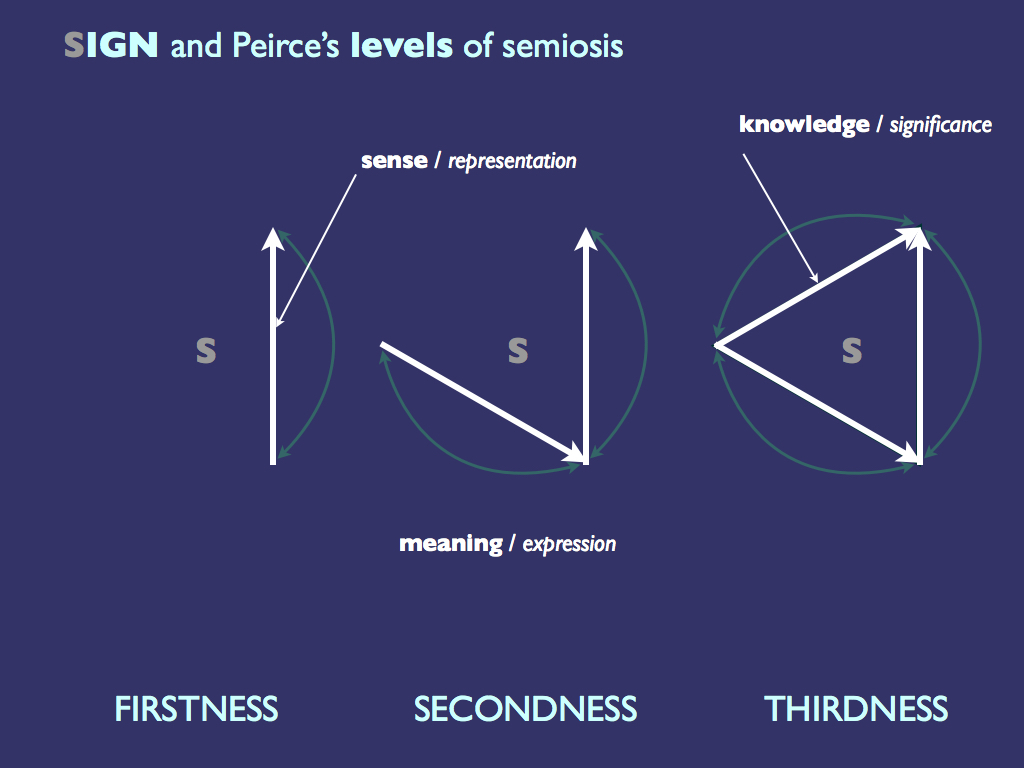 SIGN and Peirce's levels of semiosis
knowledge / significance
sense / representation
S
S
S
meaning / expression
FIRSTNESS
SECONDNESS
THIRDNESS